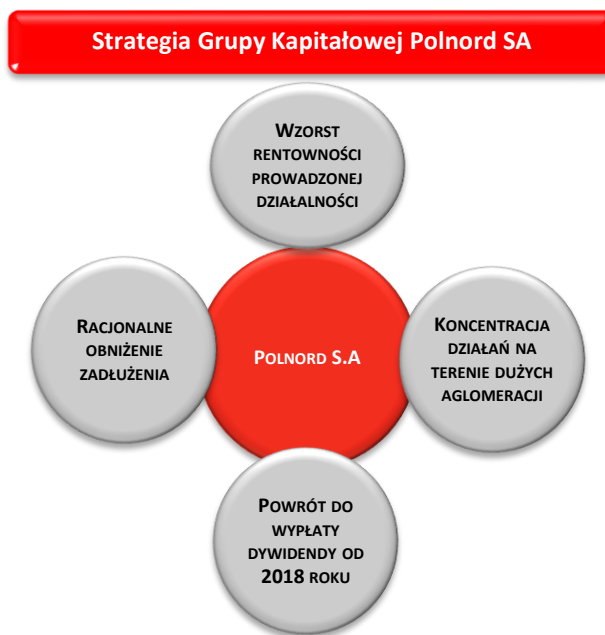 Strategia Grupy Kapitałowej Polnord SA
WZORST
RENTOWNOŚCI
PROWADZONEJ
DZIAŁALNOŚCI
RACJONALNE
OBNIŻENIE
ZADŁUŻENIA
POLNORD S.A
KONCENTRACJA
DZIAŁAŃ NA
TERENIE DUŻYCH
AGLOMERACJI
POWRÓT DO
WYPŁATY
DYWIDENDY OD
2018 ROKU